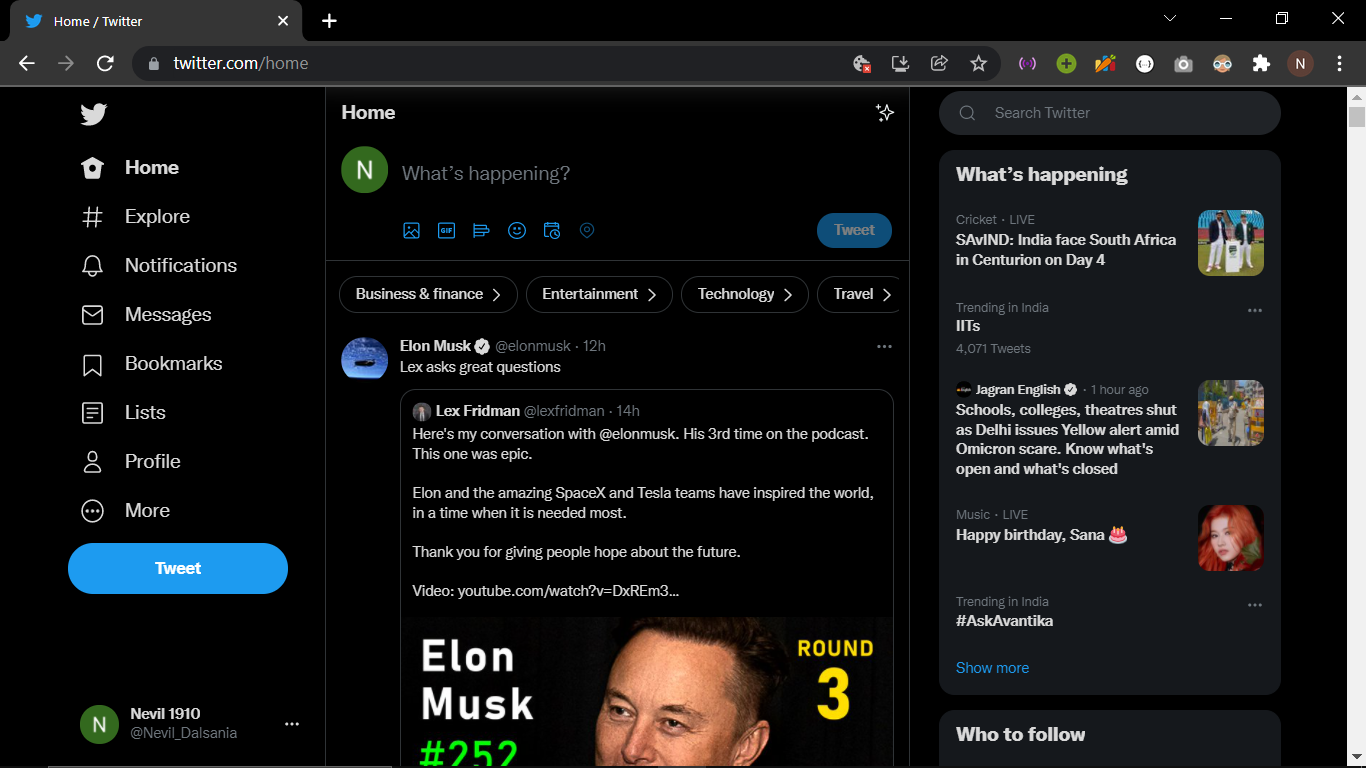 Home / Twitter
twitter.com/home
N
Home
Explore
Notifications
Messages
Bookmarks
Lists
Profile
More
Tweet
N
Nevil 1910
@Nevil_Dalsania
Home
N
What’s happening?
GIF
Tweet
Business & finance
Entertainment
Technology
Travel
Elon Musk @elonmusk · 12h
Lex asks great questions
Lex Fridman @lexfridman · 14h
Here's my conversation with @elonmusk. His 3rd time on the podcast.
This one was epic.
Elon and the amazing SpaceX and Tesla teams have inspired the world,
in a time when it is needed most.
Thank you for giving people hope about the future.
Video: youtube.com/watch?v=DxREm3...
Elon
Musk
#252
ROUND
3
Search Twitter
What’s happening
Cricket · LIVE
SAvIND: India face South Africa
in Centurion on Day 4
Trending in India
IITs
4,071 Tweets
Jagran English · 1 hour ago
Schools, colleges, theatres shut
as Delhi issues Yellow alert amid
Omicron scare. Know what's
open and what's closed
Music · LIVE
Happy birthday, Sana 🎂
Trending in India
#AskAvantika
Show more
Who to follow